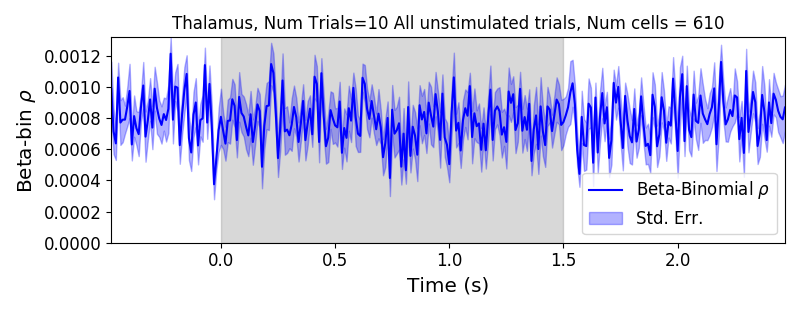 Thalamus, Num Trials=10 All unstimulated trials, Num cells = 610
Beta-bin ρ
0.0012
0.0010
0.0008
0.0006
0.0004
0.0002
0.0000
Beta-Binomial ρ
Std. Err.
0.0 0.5 1.0 1.5 2.0
Time (s)